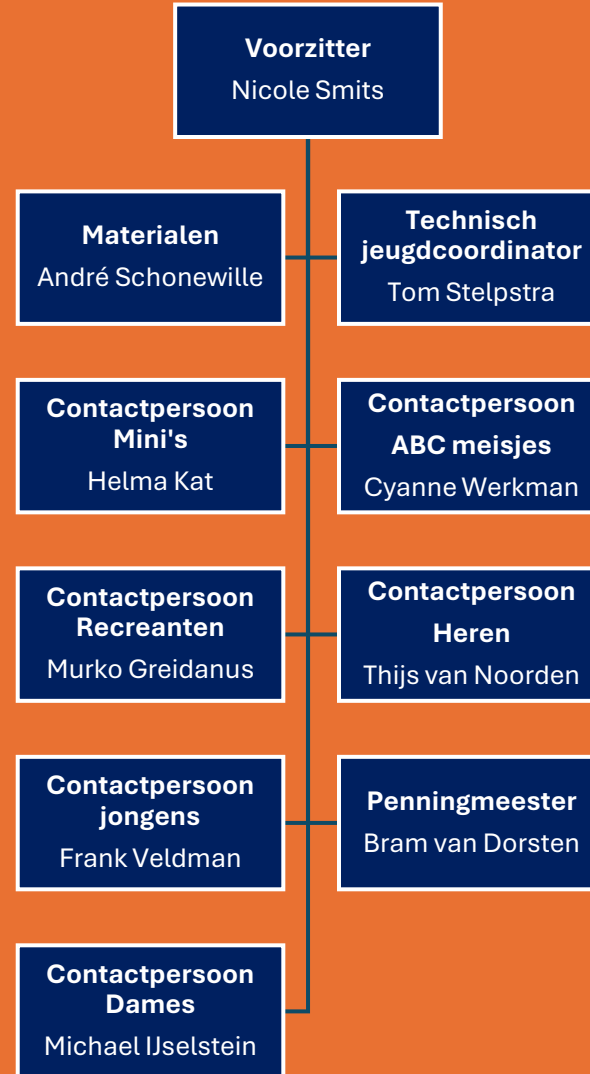 Voorzitter
Nicole Smits
Materialen
André Schonewille
Technisch
jeugdcoordinator
Tom Stelpstra
Contactpersoon
Mini's
Helma Kat
Contactpersoon
ABC meisjes
Cyanne Werkman
Contactpersoon
Recreanten
Murko Greidanus
Contactpersoon
Heren
Thijs van Noorden
Contactpersoon
jongens
Frank Veldman
Penningmeester
Bram van Dorsten
Contactpersoon
Dames
Michael IJselstein